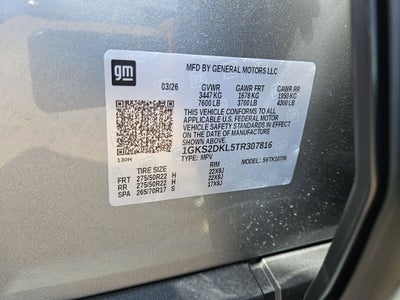 gm
MFD BY GENERAL MOTORS LLC
03/26 GVWR GAWR FRT GAWR RR
3447 KG 1678 KG 1950 KG
7600 LB 3700 LB 4300 LB
THIS VEHICLE CONFORMS TO ALL
APPLICABLE U.S. FEDERAL MOTOR
VEHICLE SAFETY STANDARDS IN EFFECT
ON THE DATE OF MANUFACTURE
SHOWN ABOVE.
1GKS2DKL5TR307816
TYPE: MPV MODEL:
130H
TIRE SIZE RIM
FRT 275/50R22 H 22X9J
RR 275/50R22 H 22X9J
SPA 265/70R17 S 17X8J